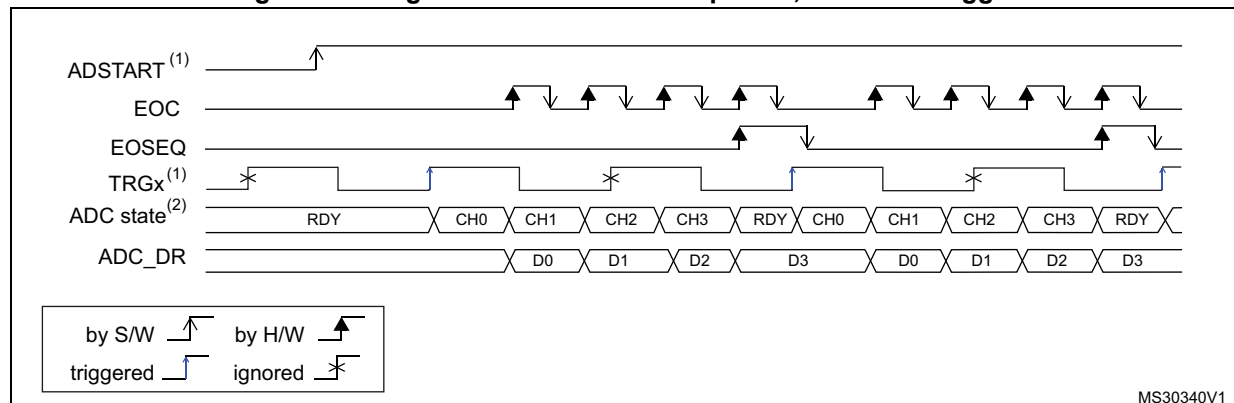 ADSTART (1)
EOC
EOSEQ
TRGx(1)
ADC state(2) RDY CH0 CH1 CH2 CH3 RDY CH0 CH1 CH2 CH3 RDY
ADC_DR D0 D1 D2 D3 D0 D1 D2 D3
by S/W by H/W
triggered ignored
MS30340V1